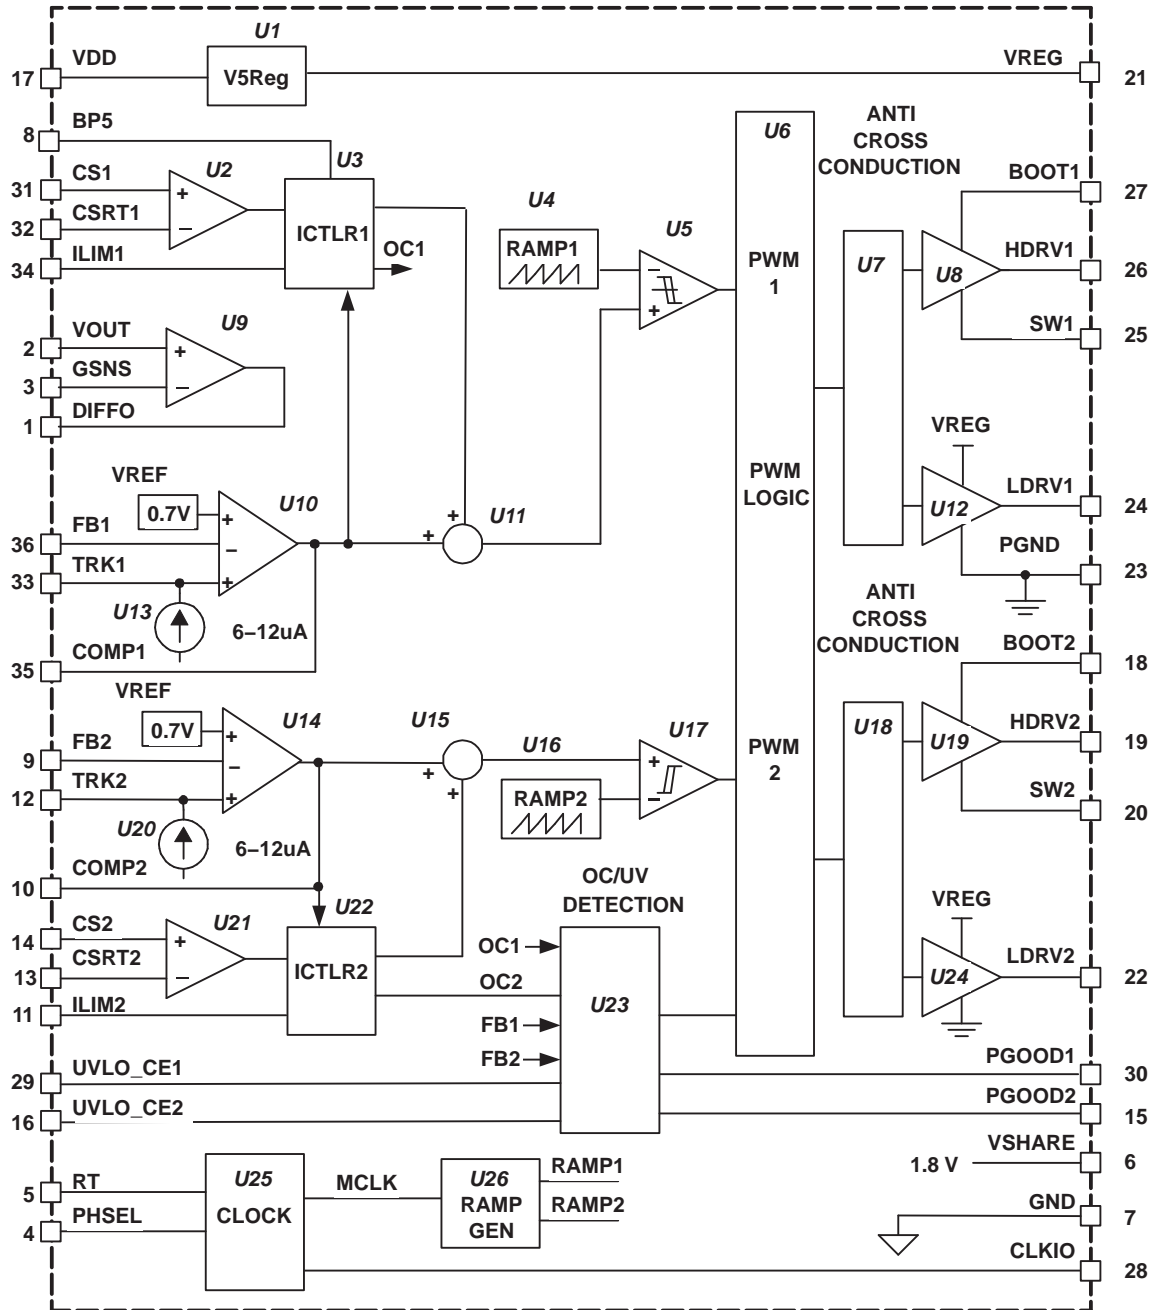 U1
VDD
17
V5Reg
VREG
21
BP5
8
U3
U6
ANTI
CROSS
CONDUCTION
CS1
31
U2
BOOT1
27
CSRT1
32
ICTLR1
U4
RAMP1
U5
OC1
ILIM1
34
PWM
1
U7
U8
HDRV1
26
SW1
25
VOUT
2
U9
GSNS
3
DIFFO
1
VREG
VREF
0.7V
U10
PWM
LOGIC
U12
LDRV1
24
FB1
36
U11
PGND
23
TRK1
33
U13
6–12uA
ANTI
CROSS
CONDUCTION
COMP1
35
BOOT2
18
VREF
0.7V
U14
U15
U17
U18
HDRV2
19
U19
FB2
9
U16
PWM
2
TRK2
12
RAMP2
SW2
20
U20
6–12uA
COMP2
10
OC/UV
DETECTION
VREG
U22
U21
CS2
14
OC1
CSRT2
13
ICTLR2
OC2
U24
LDRV2
22
ILIM2
11
U23
FB1
FB2
UVLO_CE1
29
PGOOD1
30
UVLO_CE2
16
PGOOD2
15
VSHARE
1.8 V
6
RT
5
U25
CLOCK
MCLK
U26
RAMP
GEN
RAMP1
RAMP2
PHSEL
4
GND
7
CLKIO
28